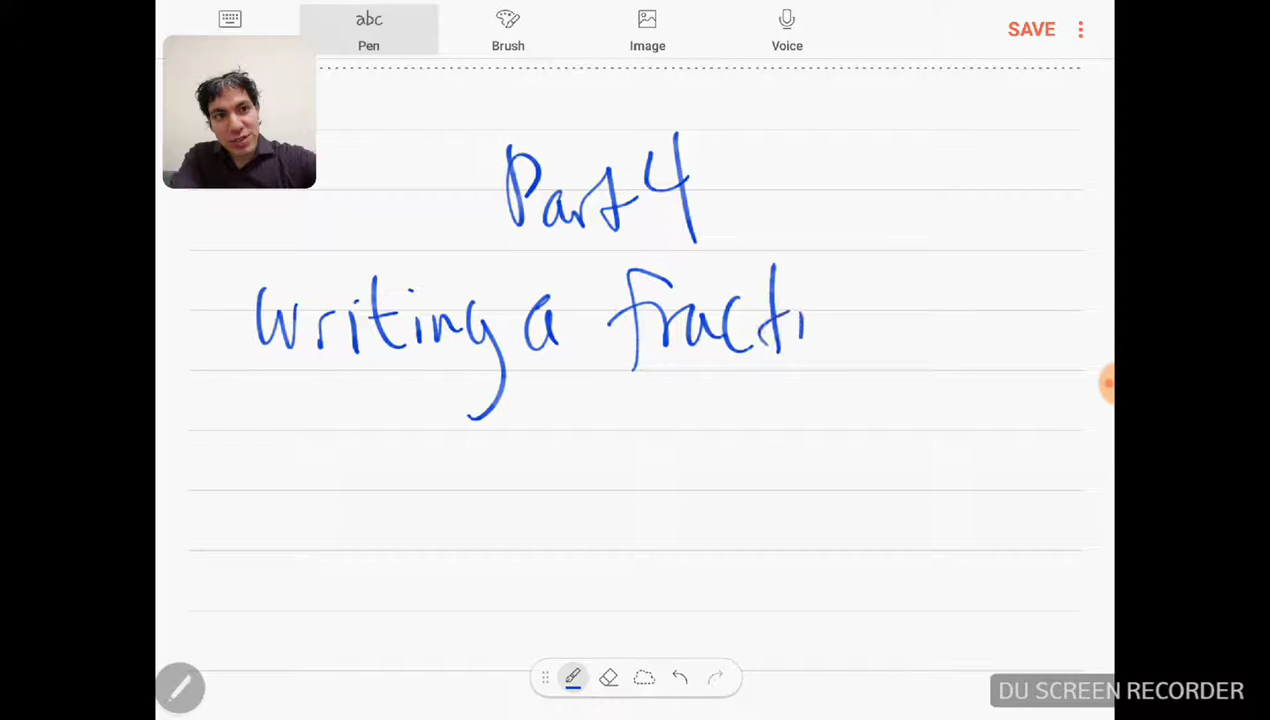 abc
Pen
Brush
Image
Voice
SAVE
Part 4
writing a fracti
DU SCREEN RECORDER